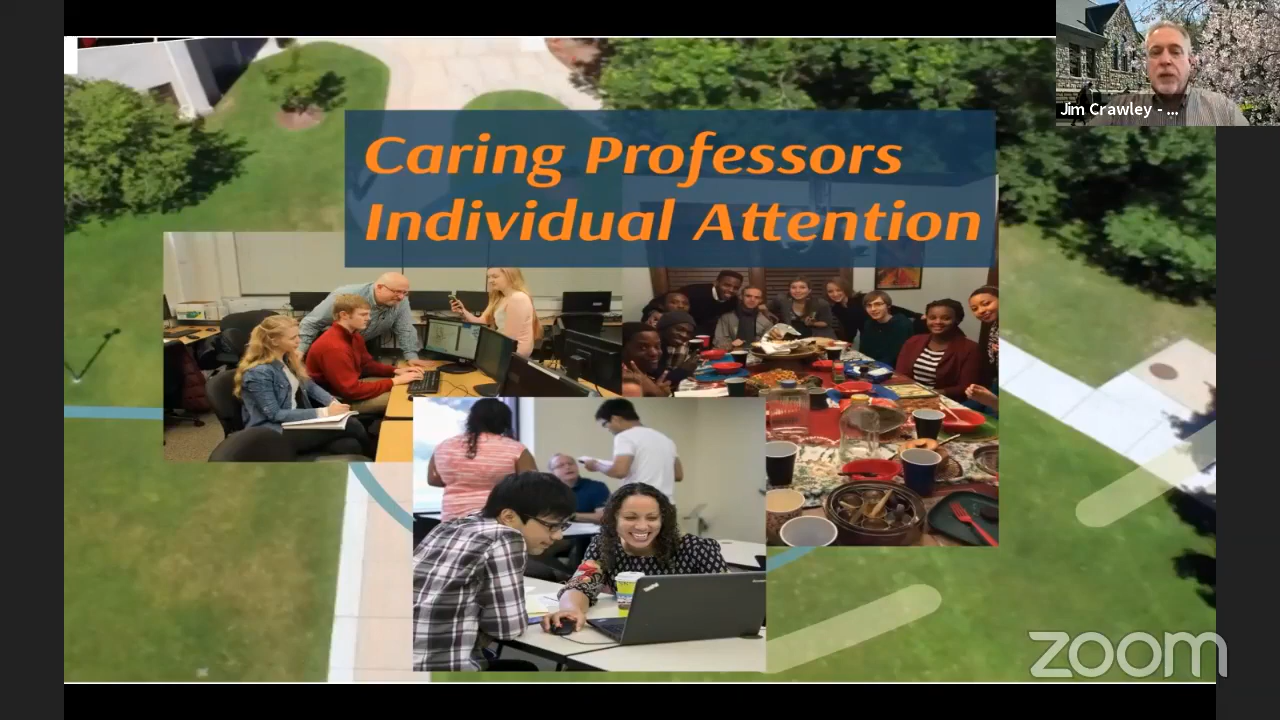 Caring Professors
Individual Attention
Jim Crawley - ...
zoom